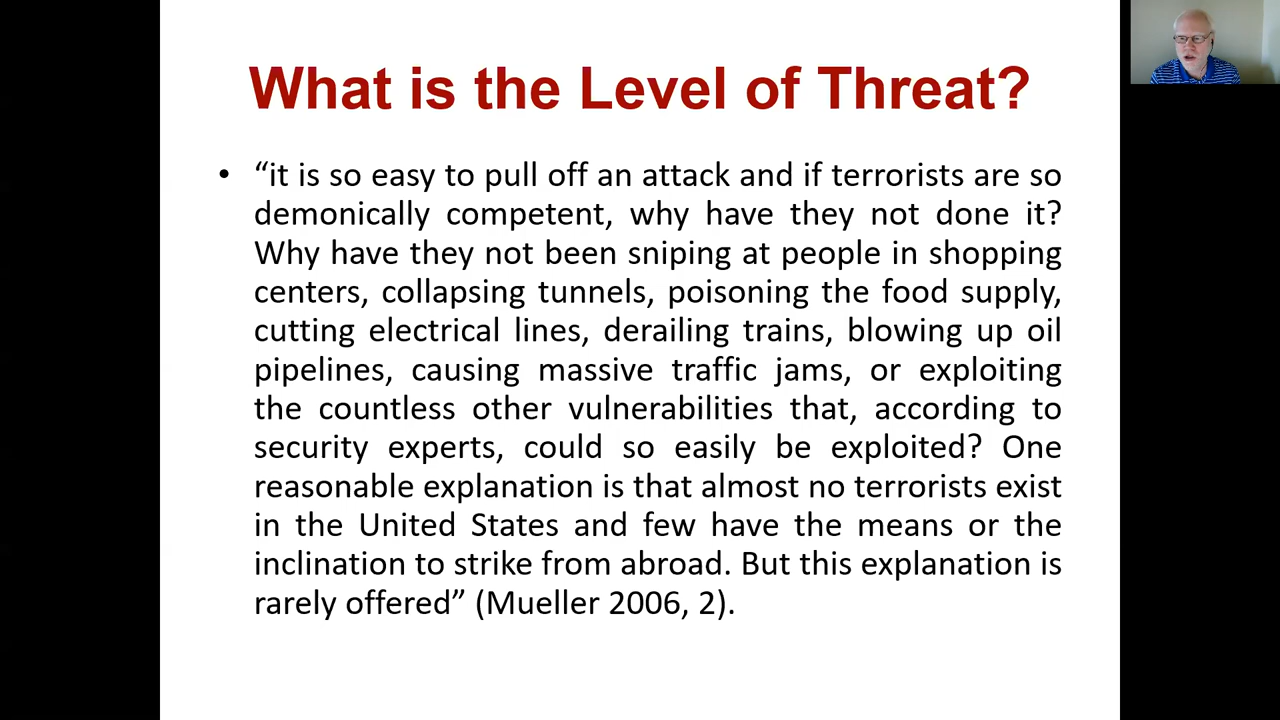 What is the Level of Threat?
• “it is so easy to pull off an attack and if terrorists are so
demonically competent, why have they not done it?
Why have they not been sniping at people in shopping
centers, collapsing tunnels, poisoning the food supply,
cutting electrical lines, derailing trains, blowing up oil
pipelines, causing massive traffic jams, or exploiting
the countless other vulnerabilities that, according to
security experts, could so easily be exploited? One
reasonable explanation is that almost no terrorists exist
in the United States and few have the means or the
inclination to strike from abroad. But this explanation is
rarely offered” (Mueller 2006, 2).